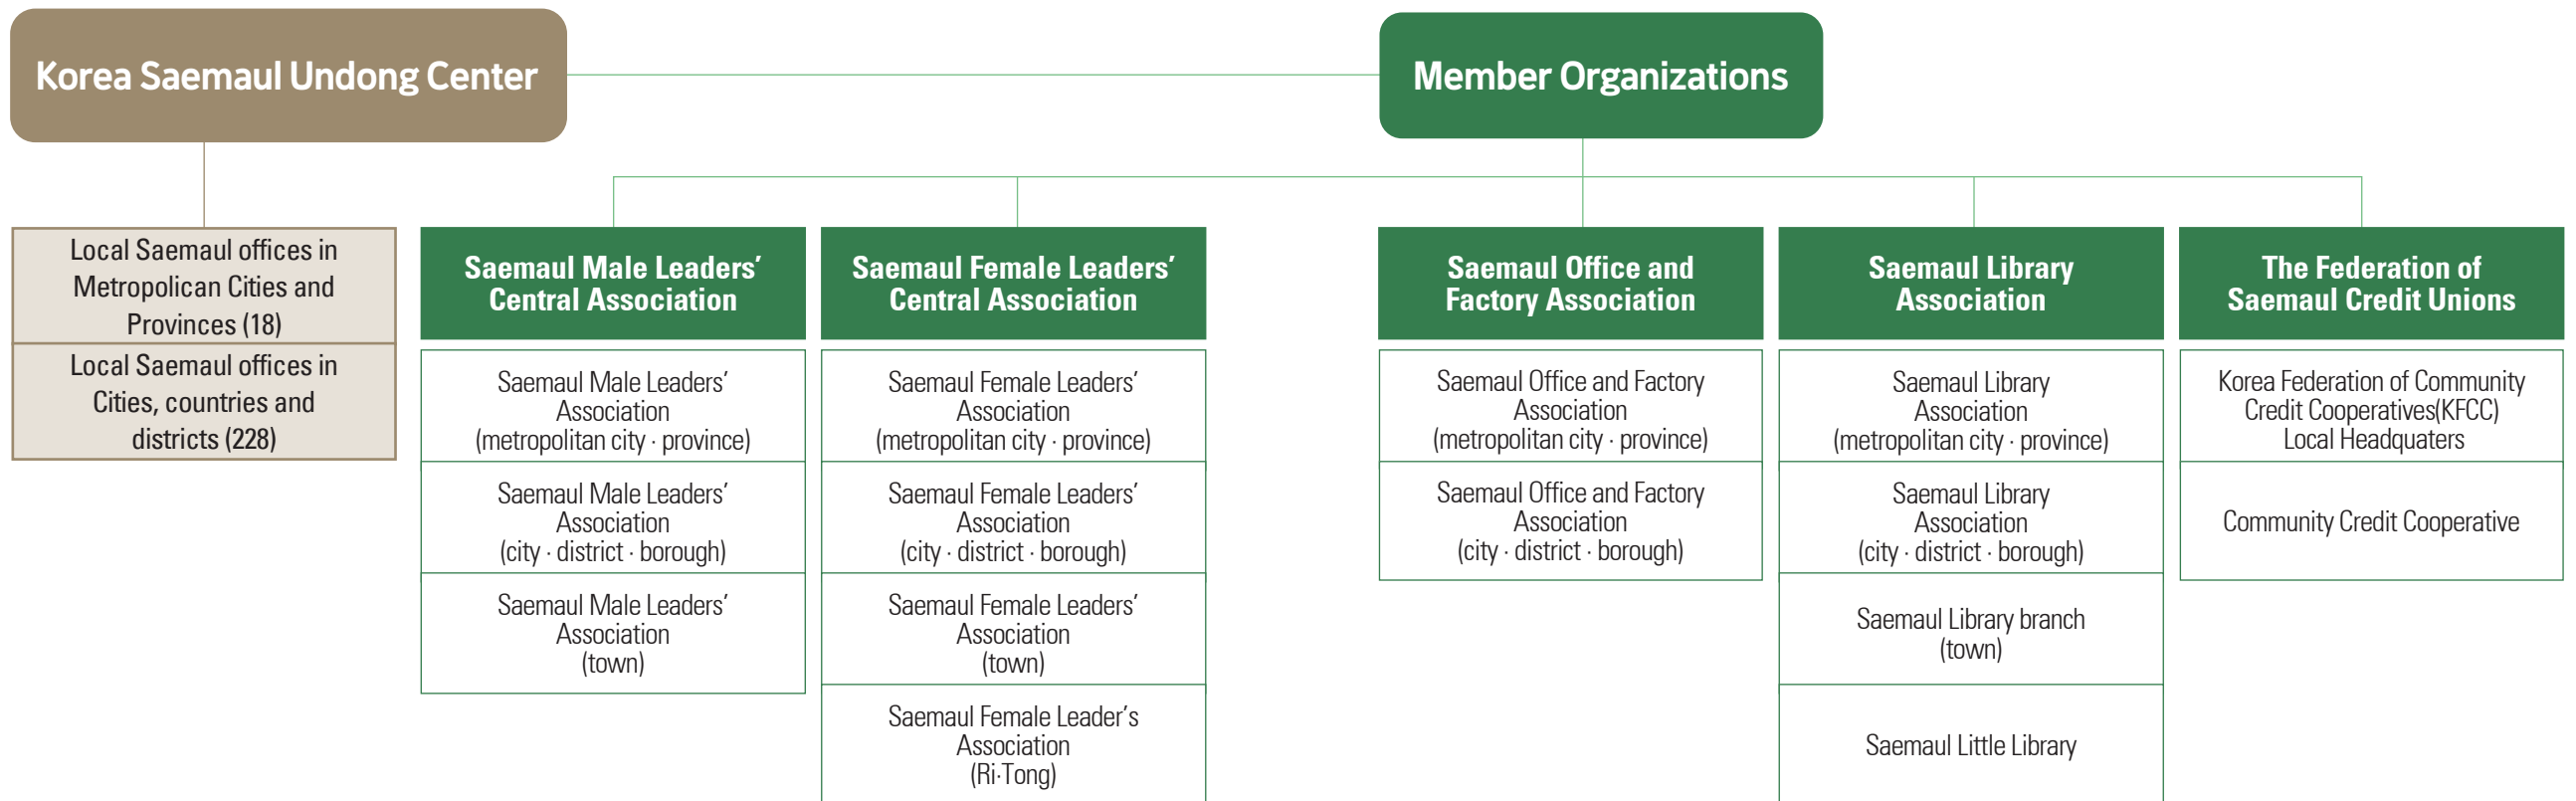 Korea Saemaul Undong Center
Member Organizations
Local Saemaul offices in
Metropolican Cities and
Provinces (18)
Local Saemaul offices in
Cities, countries and
districts (228)
Saemaul Male Leaders’
Central Association
Saemaul Male Leaders’
Association
(metropolitan city · province)
Saemaul Male Leaders’
Association
(city · district · borough)
Saemaul Male Leaders’
Association
(town)
Saemaul Female Leaders’
Central Association
Saemaul Female Leaders’
Association
(metropolitan city · province)
Saemaul Female Leaders’
Association
(city · district · borough)
Saemaul Female Leaders’
Association
(town)
Saemaul Female Leader’s
Association
(Ri·Tong)
Saemaul Office and
Factory Association
Saemaul Office and Factory
Association
(metropolitan city · province)
Saemaul Office and Factory
Association
(city · district · borough)
Saemaul Library
Association
Saemaul Library
Association
(metropolitan city · province)
Saemaul Library
Association
(city · district · borough)
Saemaul Library branch
(town)
Saemaul Little Library
The Federation of
Saemaul Credit Unions
Korea Federation of Community
Credit Cooperatives(KFCC)
Local Headquaters
Community Credit Cooperative